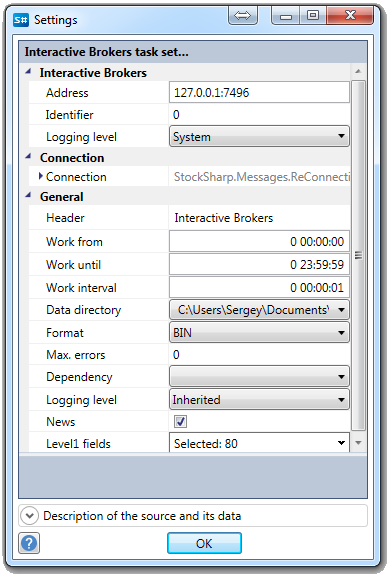 S# Settings
Interactive Brokers task set...
Interactive Brokers
Address 127.0.0.1:7496
Identifier 0
Logging level System
Connection
Connection StockSharp.Messages.ReConnecti
General
Header Interactive Brokers
Work from 0 00:00:00
Work until 0 23:59:59
Work interval 0 00:00:01
Data directory C:\Users\Sergey\Documents\
Format BIN
Max. errors 0
Dependency
Logging level Inherited
News
Level1 fields Selected: 80
Description of the source and its data
? OK